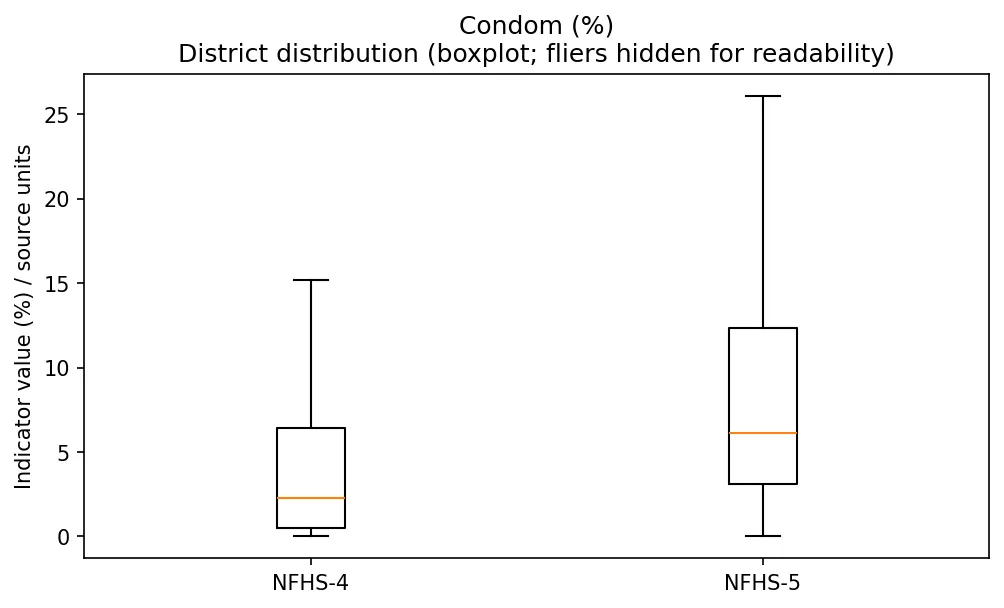 Condom (%)
District distribution (boxplot; fliers hidden for readability)
Indicator value (%) / source units
25
20
15
10
5
0
NFHS-4
NFHS-5